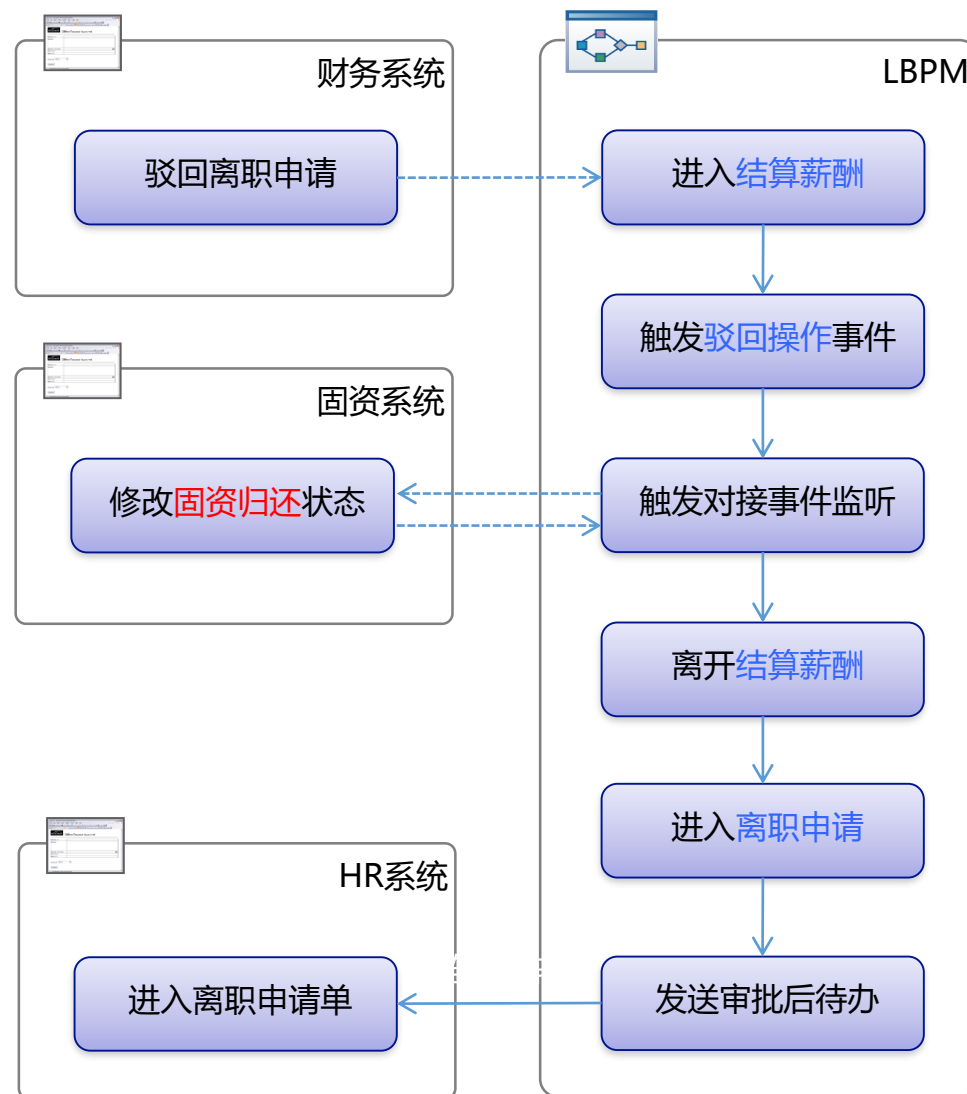 财务系统
LBPM
驳回离职申请
进入结算薪酬
触发驳回操作事件
固资系统
修改固资归还状态
触发对接事件监听
离开结算薪酬
进入离职申请
HR系统
进入离职申请单
发送审批后待办